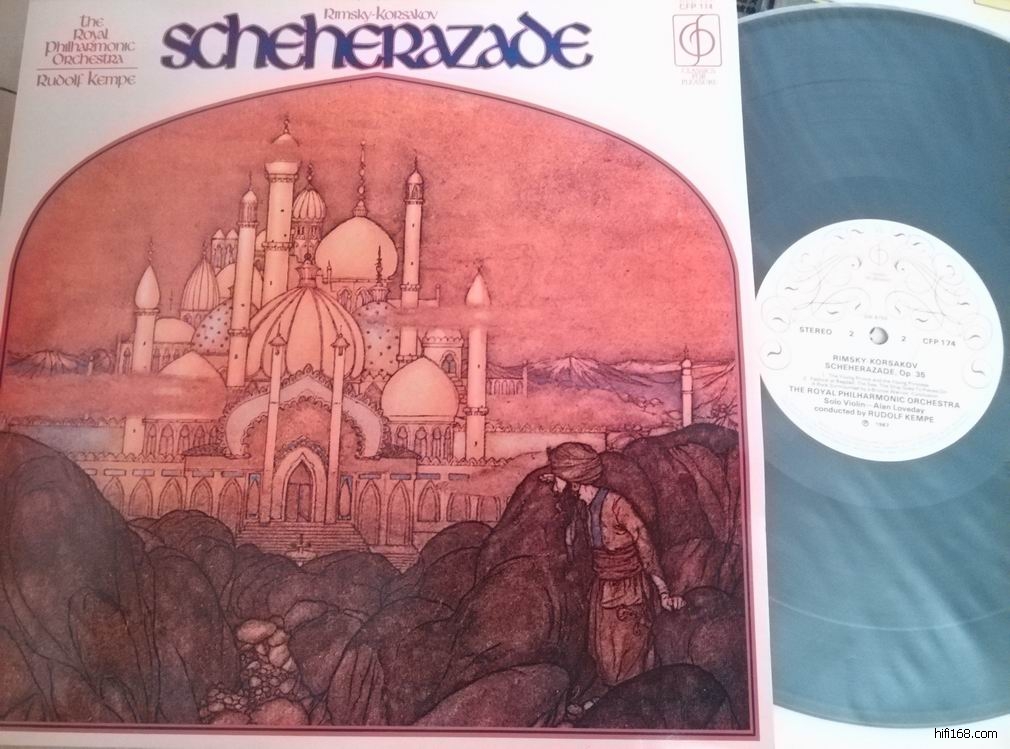 the
Royal
Philharmonic
Orchestra
Rudolf Kempe
Rimsky-Korsakov
scheherazade
CFP 174
CLASSICS
FOR
PLEASURE
STEREO 2 2 CFP 174
RIMSKY-KORSAKOV
SCHEHERAZADE, Op. 35
THE ROYAL PHILHARMONIC ORCHESTRA
Solo Violin—Alan Loveday
conducted by RUDOLF KEMPE
℗ 1967
hifi168.com